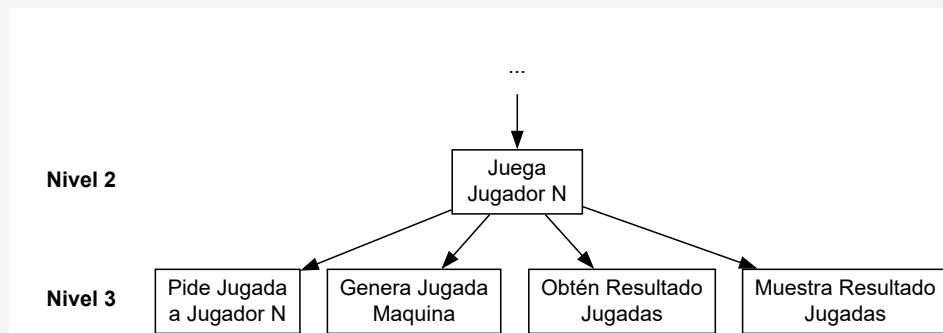 ...
Nivel 2
Juega
Jugador N
Nivel 3
Pide Jugada
a Jugador N
Genera Jugada
Maquina
Obtén Resultado
Jugadas
Muestra Resultado
Jugadas